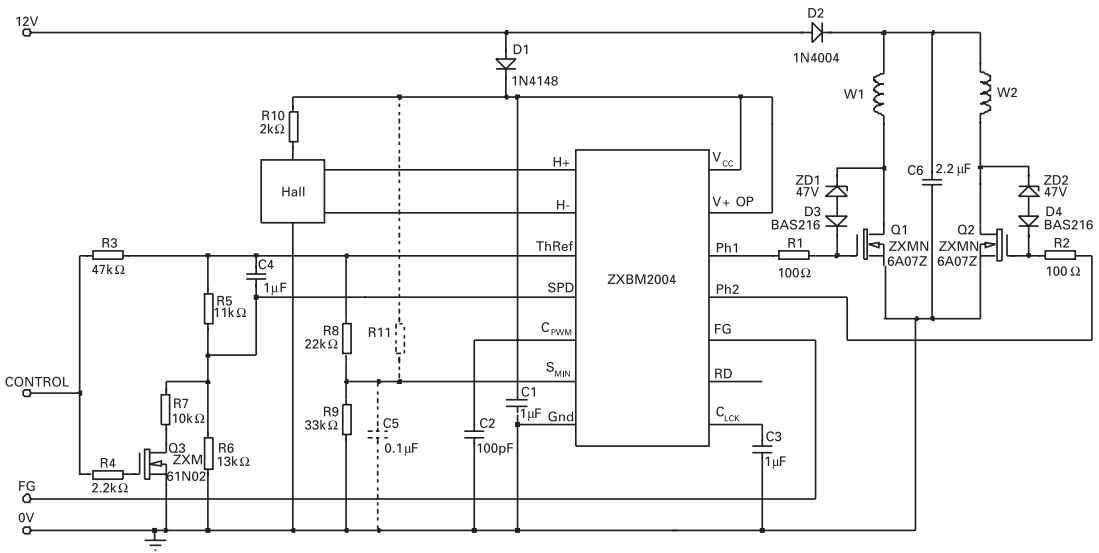 12V
D2
1N4004
D1
1N4148
W1
W2
R10
2kΩ
Hall
H+
H-
VCC
V+ OP
C6 2.2 µF
ZD1
47V
D3
BAS216
Q1
ZXMN
6A07Z
ZD2
47V
D4
BAS216
Q2
ZXMN
6A07Z
R3
47kΩ
C4
1µF
ThRef
ZXBM2004
Ph1
R1
100Ω
R2
100Ω
R5
11kΩ
SPD
Ph2
R8
22kΩ
R11
CPWM
FG
CONTROL
SMIN
RD
R7
10kΩ
R9
33kΩ
C5
0.1µF
C2
100pF
C1
1µF
Gnd
CLCK
C3
1µF
Q3
ZXM
61N02
R6
13kΩ
R4
2.2kΩ
FG
0V